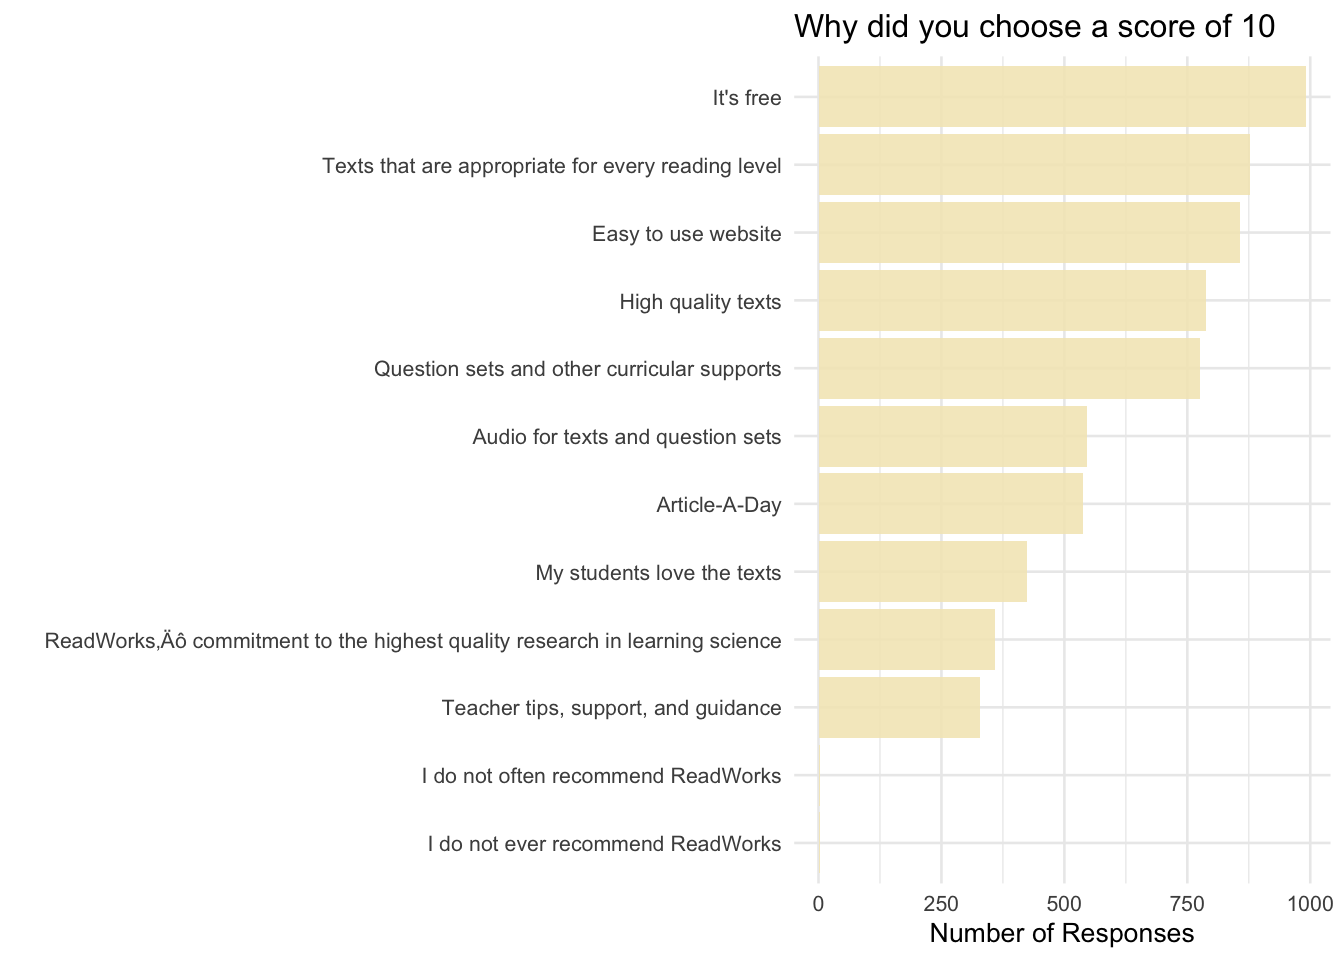 Why did you choose a score of 10
It's free
Texts that are appropriate for every reading level
Easy to use website
High quality texts
Question sets and other curricular supports
Audio for texts and question sets
Article-A-Day
My students love the texts
ReadWorks‚Äô commitment to the highest quality research in learning science
Teacher tips, support, and guidance
I do not often recommend ReadWorks
I do not ever recommend ReadWorks
0 250 500 750 1000
Number of Responses